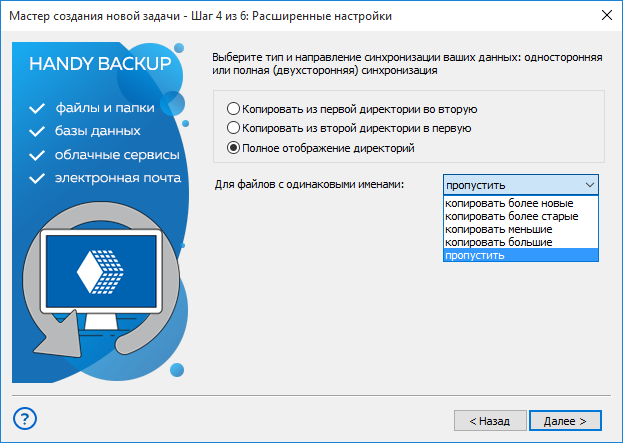 Мастер создания новой задачи - Шаг 4 из 6: Расширенные настройки
HANDY BACKUP
файлы и папки
базы данных
облачные сервисы
электронная почта
Выберите тип и направление синхронизации ваших данных: односторонняя
или полная (двухсторонняя) синхронизация
Копировать из первой директории во вторую
Копировать из второй директории в первую
Полное отображение директорий
Для файлов с одинаковыми именами:
пропустить
копировать более новые
копировать более старые
копировать меньшие
копировать большие
пропустить
?
< Назад
Далее >